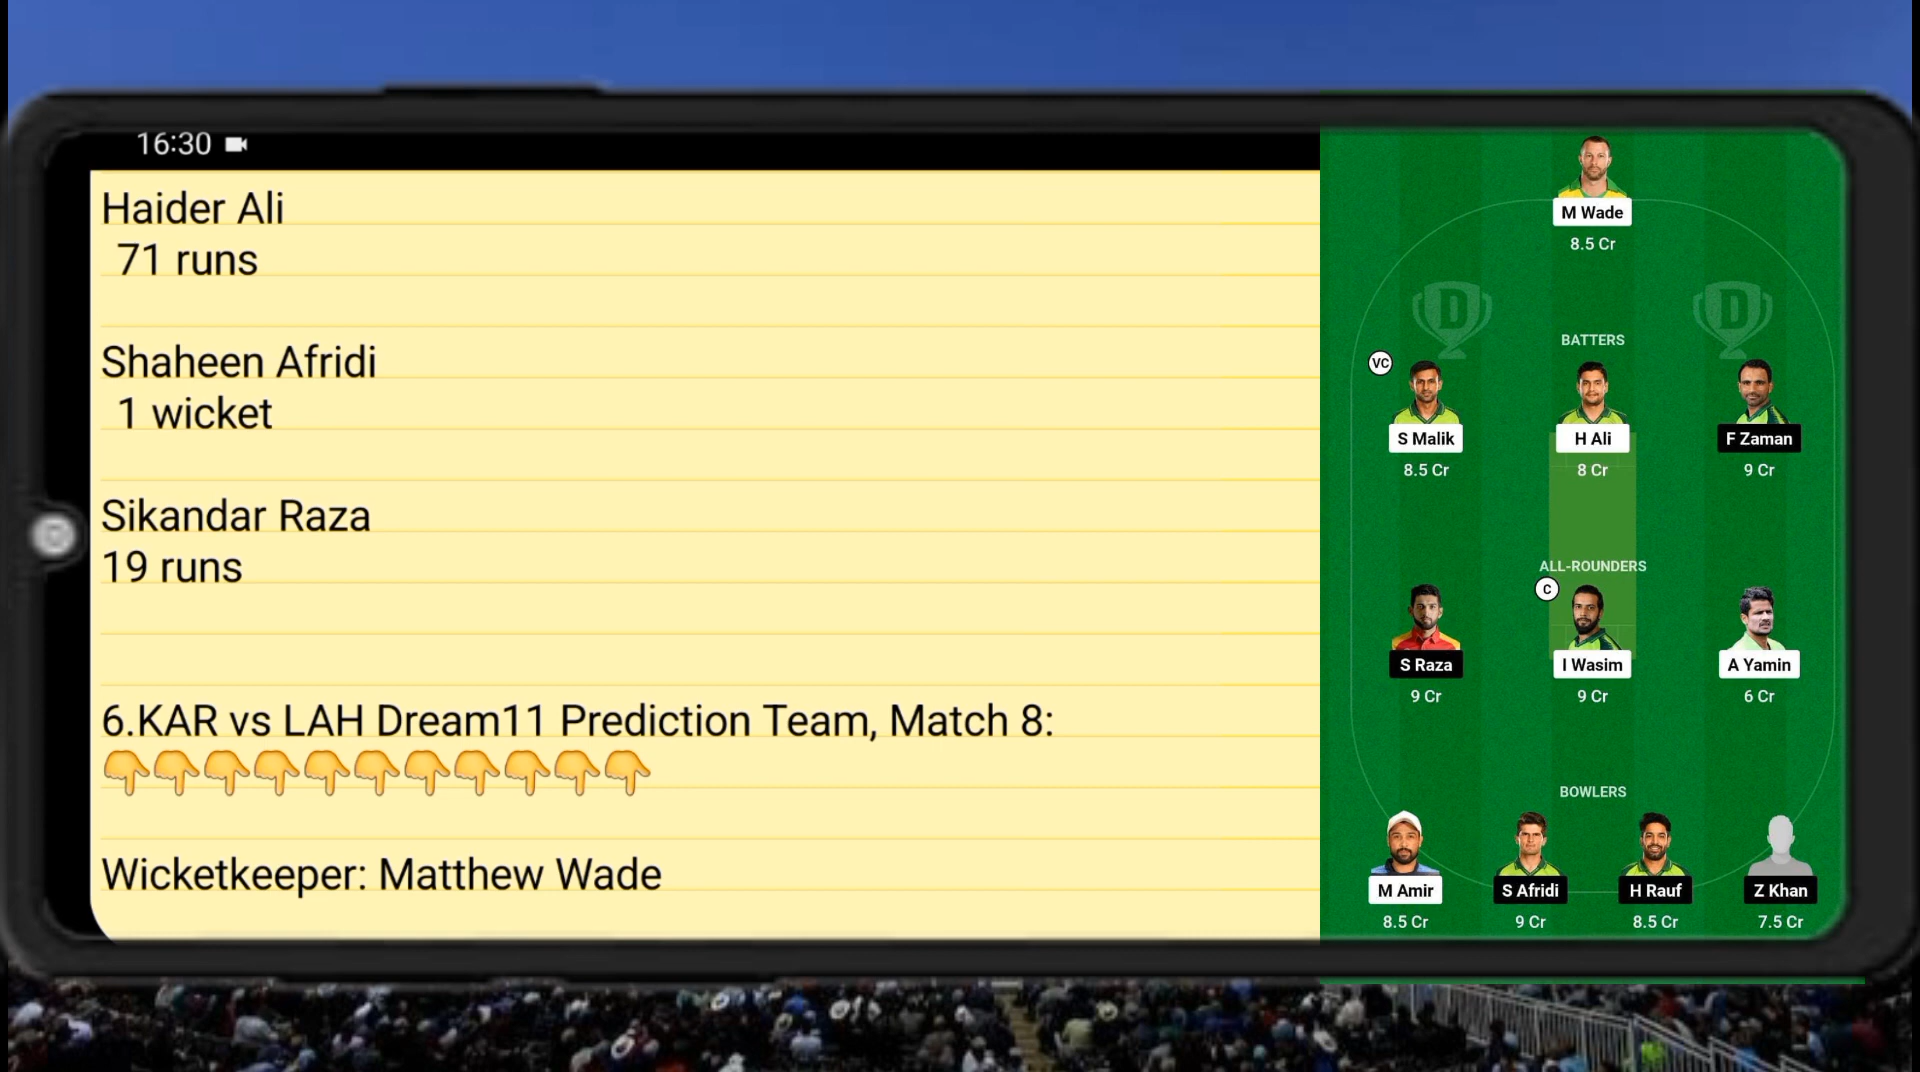 16:30
Haider Ali
71 runs
Shaheen Afridi
1 wicket
Sikandar Raza
19 runs
6.KAR vs LAH Dream11 Prediction Team, Match 8:
👇👇👇👇👇👇👇👇👇👇👇
Wicketkeeper: Matthew Wade
M Wade
8.5 Cr
D D
BATTERS
VC
S Malik H Ali F Zaman
8.5 Cr 8 Cr 9 Cr
ALL-ROUNDERS
C
S Raza I Wasim A Yamin
9 Cr 9 Cr 6 Cr
BOWLERS
M Amir S Afridi H Rauf Z Khan
8.5 Cr 9 Cr 8.5 Cr 7.5 Cr